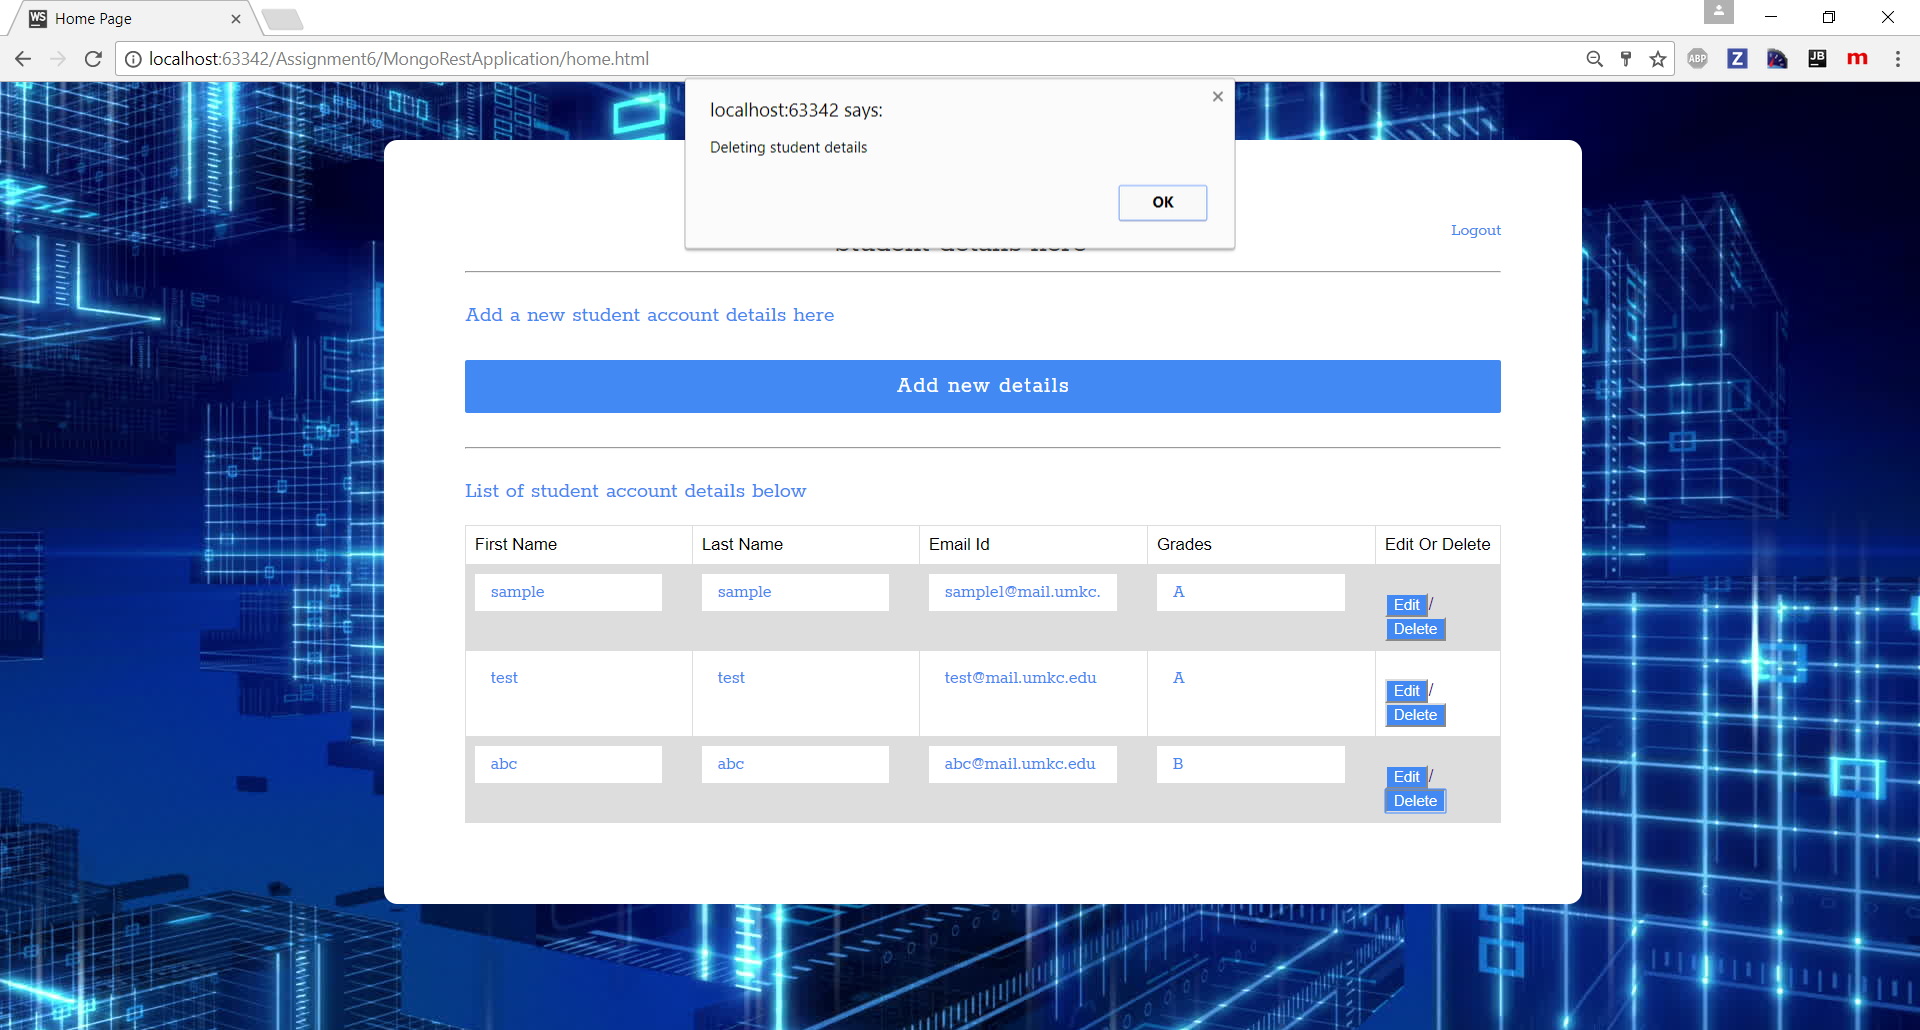 WS Home Page
localhost:63342/Assignment6/MongoRestApplication/home.html
ABP Z JB m
localhost:63342 says:
Deleting student details
OK
Logout
student details here
Add a new student account details here
Add new details
List of student account details below
First Name Last Name Email Id Grades Edit Or Delete
sample sample sample1@mail.umkc. A Edit /
Delete
test test test@mail.umkc.edu A Edit /
Delete
abc abc abc@mail.umkc.edu B Edit /
Delete